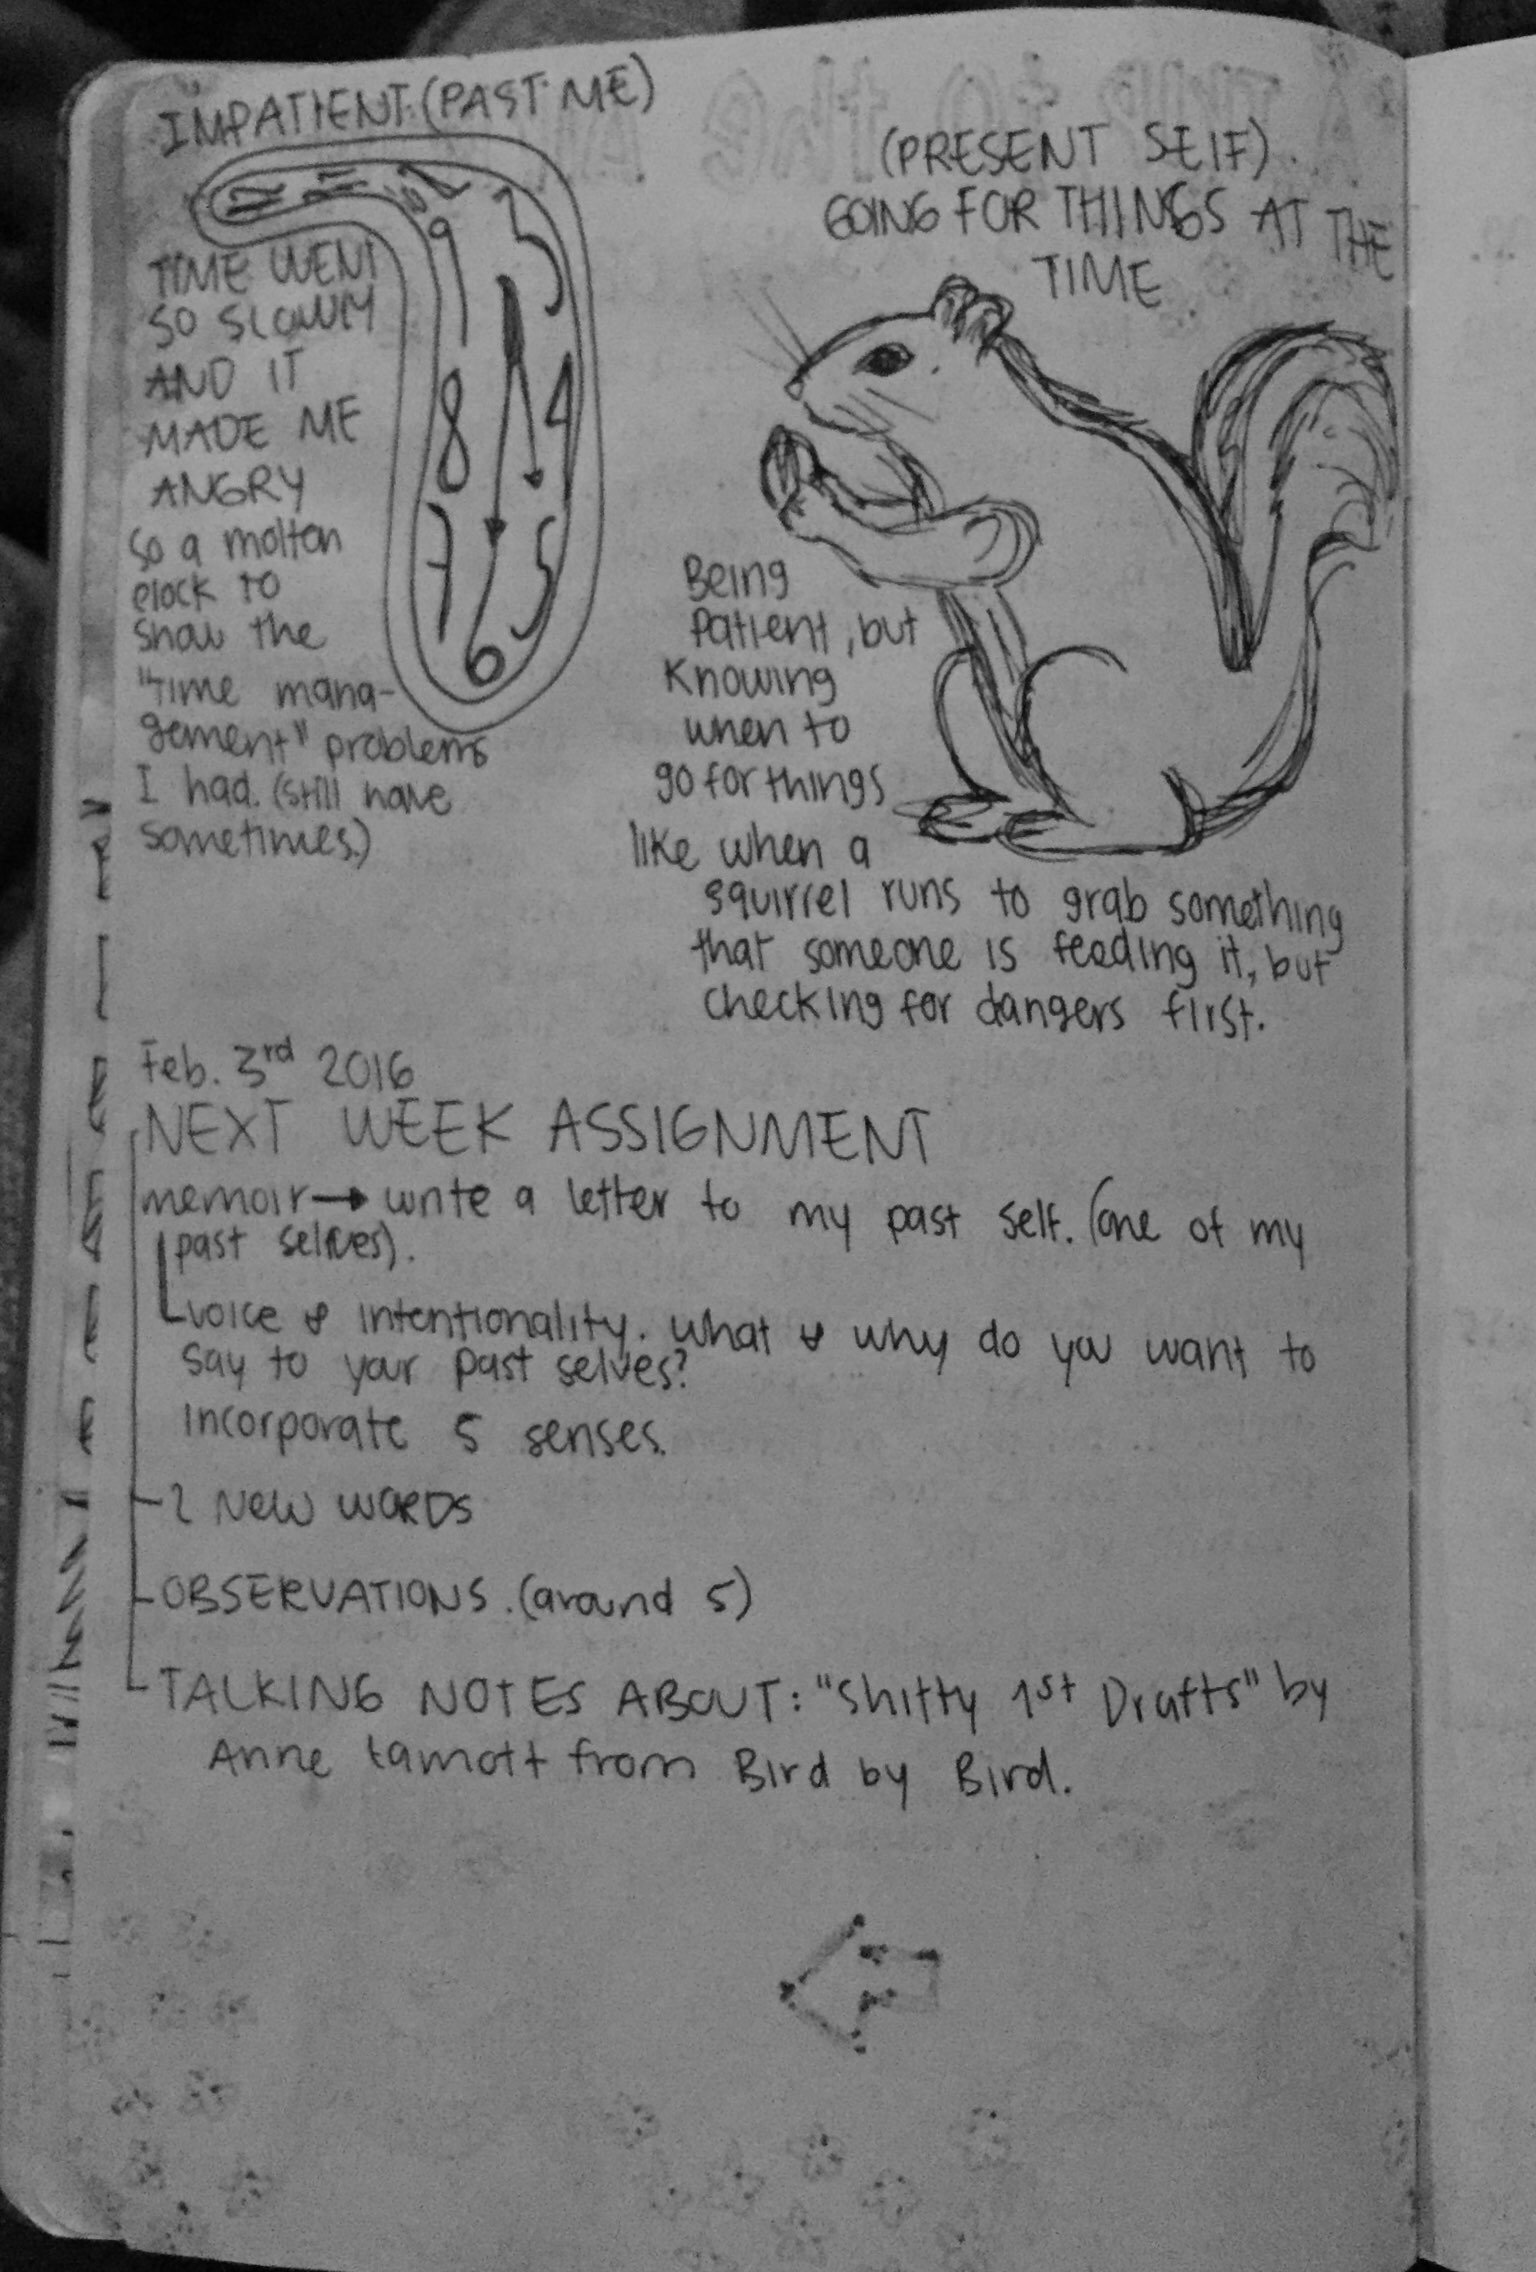 IMPATIENT (PAST ME)
TIME WENT
SO SLOWLY
AND IT
MADE ME
ANGRY
so a molten
clock to
show the
"time mana-
gement" problems
I had. (still have
sometimes.)
(PRESENT SELF)
GOING FOR THINGS AT THE
TIME
9 3
8 4
7 5
6
Being
Patient, but
Knowing
when to
go for things
like when a
squirrel runs to grab something
that someone is feeding it, but
checking for dangers first.
Feb. 3rd 2016
NEXT WEEK ASSIGNMENT
memoir → write a letter to my past self. (one of my
past selves).
voice & intentionality. what & why do you want to
say to your past selves?
incorporate 5 senses.
- 2 NEW WORDS
- OBSERVATIONS. (around 5)
- TALKING NOTES ABOUT: "Shitty 1st Drafts" by
Anne Lamott from Bird by Bird.